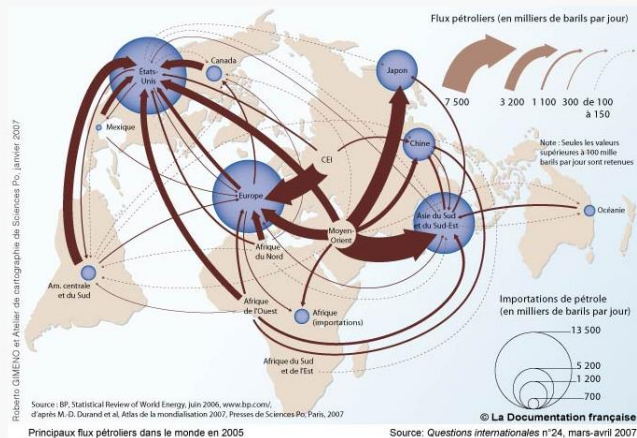 Flux pétroliers (en milliers de barils par jour)
7 500
3 200
1 100
300
de 100
à 150
Note : Seules les valeurs
supérieures à 100 mille
barils par jour sont retenues
Canada
États-
Unis
Mexique
Japon
Chine
CEI
Europe
Asie du Sud
et du Sud-Est
Océanie
Moyen-
Orient
Afrique
du Nord
Am. centrale
et du Sud
Afrique
de l'Ouest
Afrique
(importations)
Afrique du Sud
et de l'Est
Importations de pétrole
(en milliers de barils par jour)
13 500
5 200
1 200
700
Roberto GIMENO et Atelier de cartographie de Sciences Po, janvier 2007
Source : BP, Statistical Review of World Energy, juin 2006, www.bp.com/,
d'après M.-D. Durand et al, Atlas de la mondialisation 2007, Presses de Sciences Po, Paris, 2007
© La Documentation française
Principaux flux pétroliers dans le monde en 2005
Source: Questions internationales n°24, mars-avril 2007